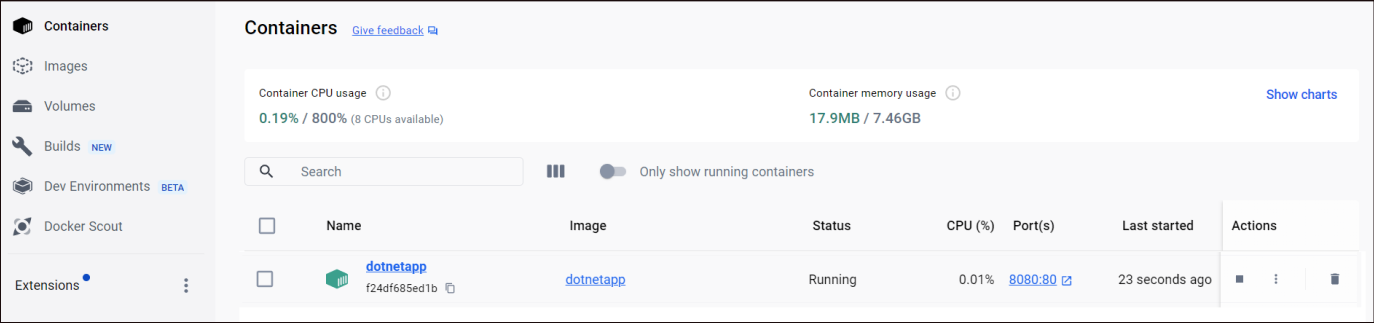 Containers
Images
Volumes
Builds NEW
Dev Environments BETA
Docker Scout
Extensions
Containers Give feedback
Container CPU usage
0.19% / 800% (8 CPUs available)
Container memory usage
17.9MB / 7.46GB
Show charts
Search
Only show running containers
Name Image Status CPU (%) Port(s) Last started Actions
dotnetapp
f24df685ed1b
dotnetapp Running 0.01% 8080:80 23 seconds ago